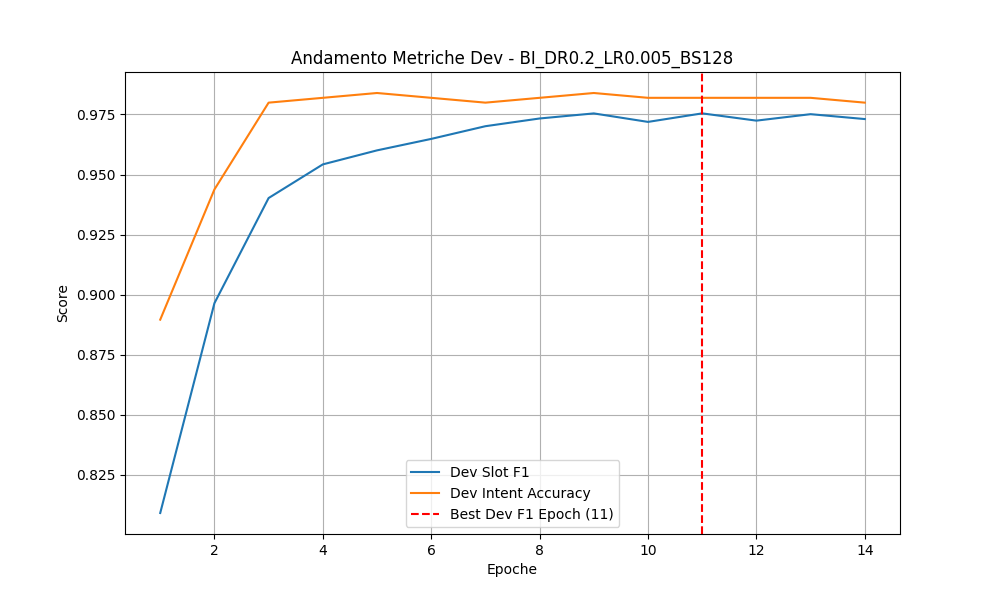 Andamento Metriche Dev - BI_DR0.2_LR0.005_BS128
Score
0.975
0.950
0.925
0.900
0.875
0.850
0.825
Dev Slot F1
Dev Intent Accuracy
Best Dev F1 Epoch (11)
2 4 6 8 10 12 14
Epoche